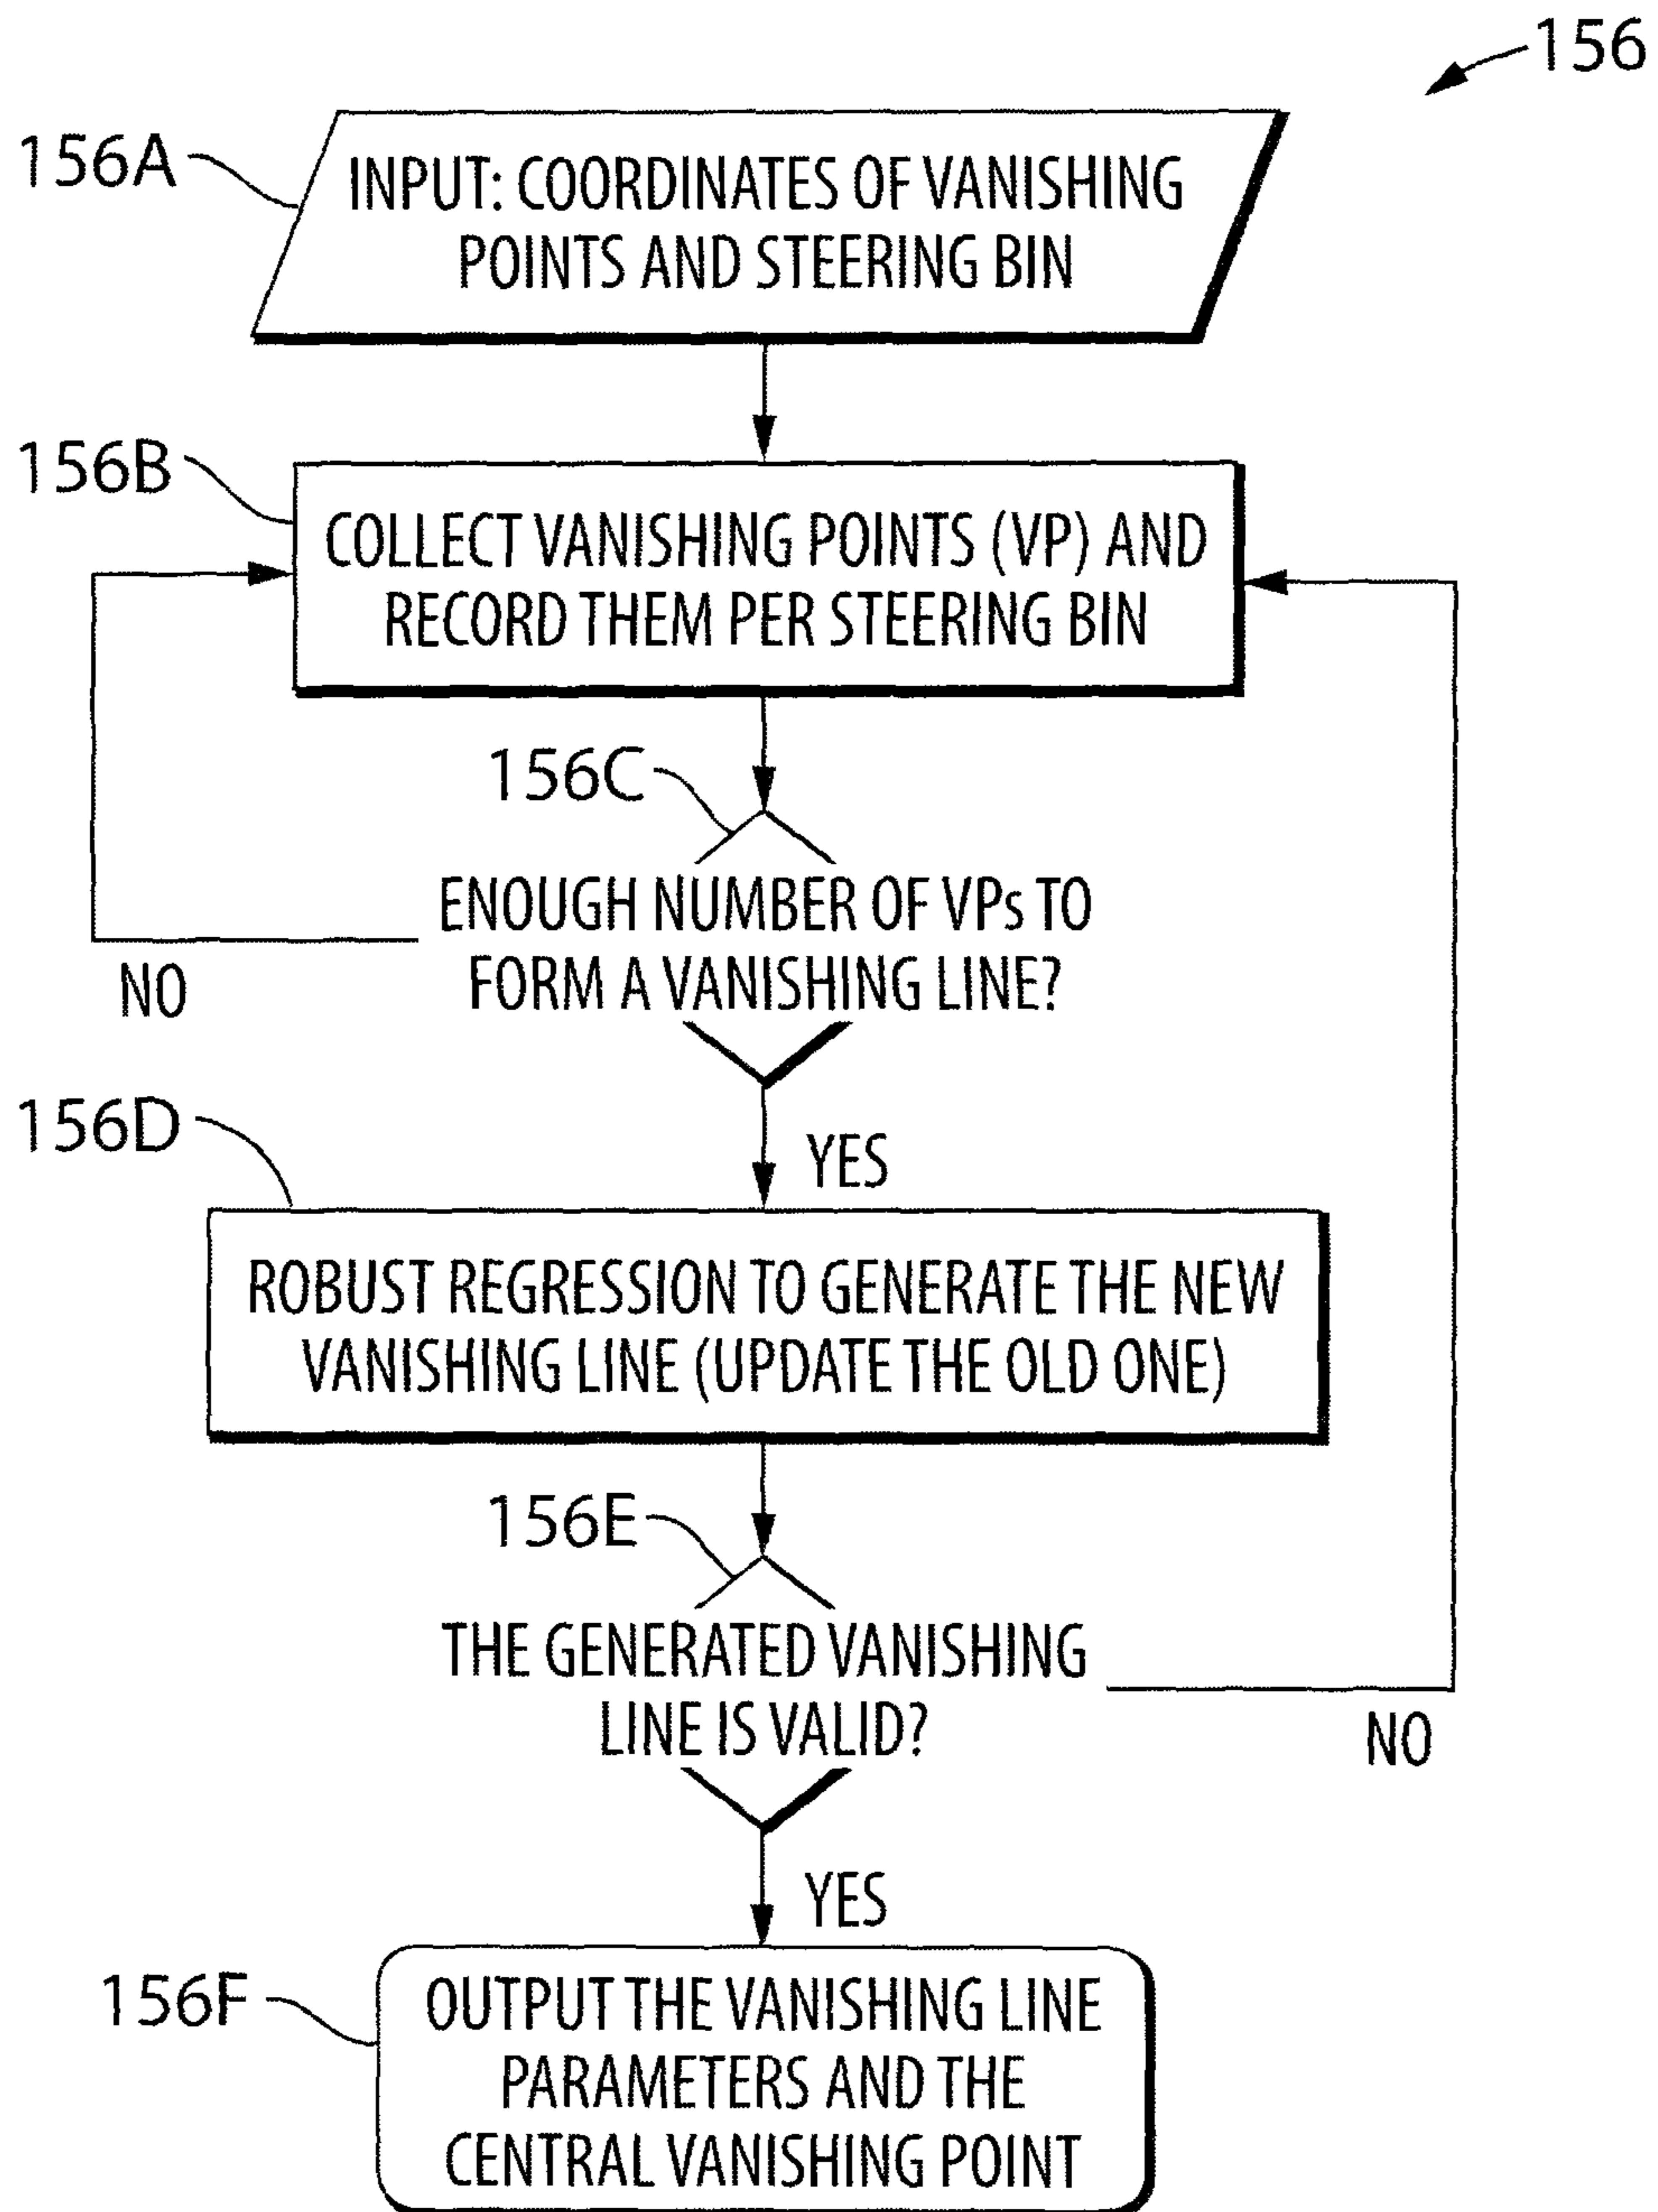 156
156A
INPUT: COORDINATES OF VANISHING
POINTS AND STEERING BIN
156B
COLLECT VANISHING POINTS (VP) AND
RECORD THEM PER STEERING BIN
156C
ENOUGH NUMBER OF VPs TO
FORM A VANISHING LINE?
NO
YES
156D
ROBUST REGRESSION TO GENERATE THE NEW
VANISHING LINE (UPDATE THE OLD ONE)
156E
THE GENERATED VANISHING
LINE IS VALID?
NO
YES
156F
OUTPUT THE VANISHING LINE
PARAMETERS AND THE
CENTRAL VANISHING POINT